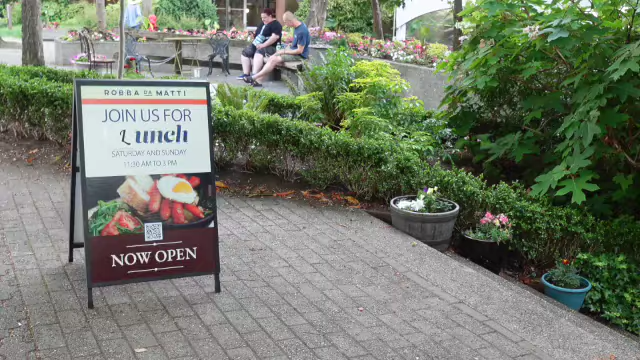 ROBBA DA MATTI
JOIN US FOR
Lunch
SATURDAY AND SUNDAY
11:30 AM TO 3 PM
NOW OPEN